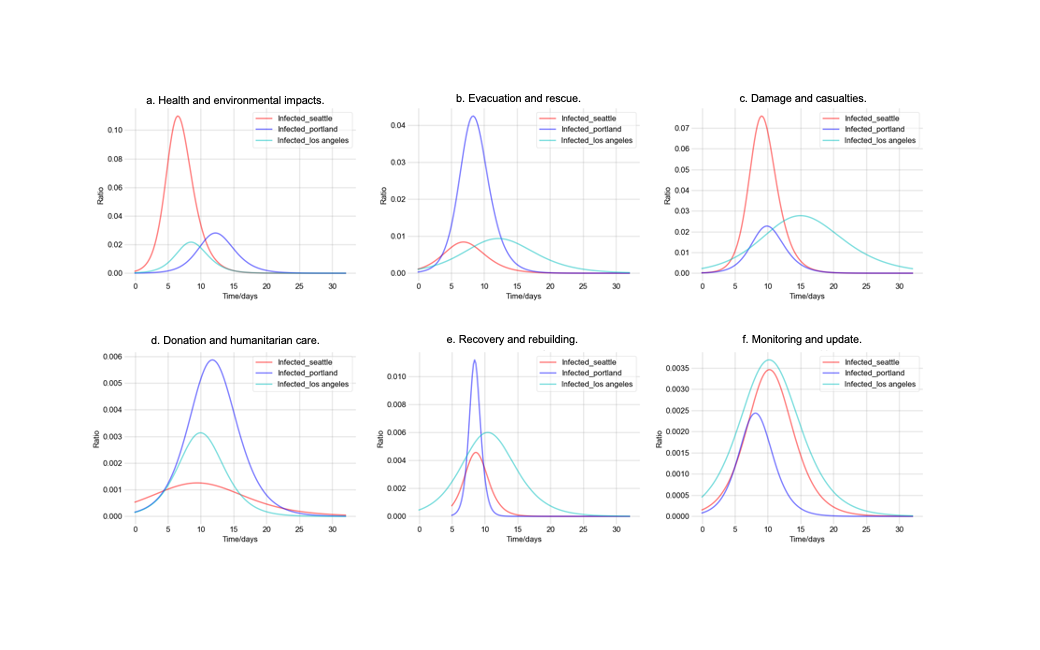 a. Health and environmental impacts.
Infected_seattle
Infected_portland
Infected_los angeles
0.10
0.08
0.06
0.04
0.02
0.00
Ratio
0 5 10 15 20 25 30
Time/days
b. Evacuation and rescue.
Infected_seattle
Infected_portland
Infected_los angeles
0.04
0.03
0.02
0.01
0.00
Ratio
0 5 10 15 20 25 30
Time/days
c. Damage and casualties.
Infected_seattle
Infected_portland
Infected_los angeles
0.07
0.06
0.05
0.04
0.03
0.02
0.01
0.00
Ratio
0 5 10 15 20 25 30
Time/days
d. Donation and humanitarian care.
Infected_seattle
Infected_portland
Infected_los angeles
0.006
0.005
0.004
0.003
0.002
0.001
0.000
Ratio
0 5 10 15 20 25 30
Time/days
e. Recovery and rebuilding.
Infected_seattle
Infected_portland
Infected_los angeles
0.010
0.008
0.006
0.004
0.002
0.000
Ratio
0 5 10 15 20 25 30
Time/days
f. Monitoring and update.
Infected_seattle
Infected_portland
Infected_los angeles
0.0035
0.0030
0.0025
0.0020
0.0015
0.0010
0.0005
0.0000
Ratio
0 5 10 15 20 25 30
Time/days